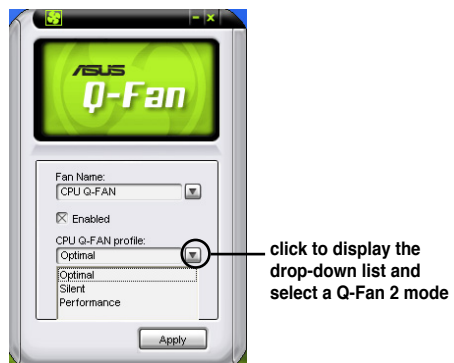 ASUS
Q-Fan
Fan Name:
CPU Q-FAN
Enabled
CPU Q-FAN profile:
Optimal
Optimal
Silent
Performance
Apply
click to display the
drop-down list and
select a Q-Fan 2 mode